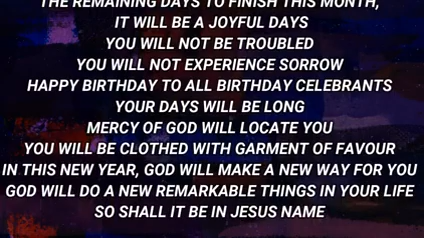 THE REMAINING DAYS TO FINISH THIS MONTH,
IT WILL BE A JOYFUL DAYS
YOU WILL NOT BE TROUBLED
YOU WILL NOT EXPERIENCE SORROW
HAPPY BIRTHDAY TO ALL BIRTHDAY CELEBRANTS
YOUR DAYS WILL BE LONG
MERCY OF GOD WILL LOCATE YOU
YOU WILL BE CLOTHED WITH GARMENT OF FAVOUR
IN THIS NEW YEAR, GOD WILL MAKE A NEW WAY FOR YOU
GOD WILL DO A NEW REMARKABLE THINGS IN YOUR LIFE
SO SHALL IT BE IN JESUS NAME